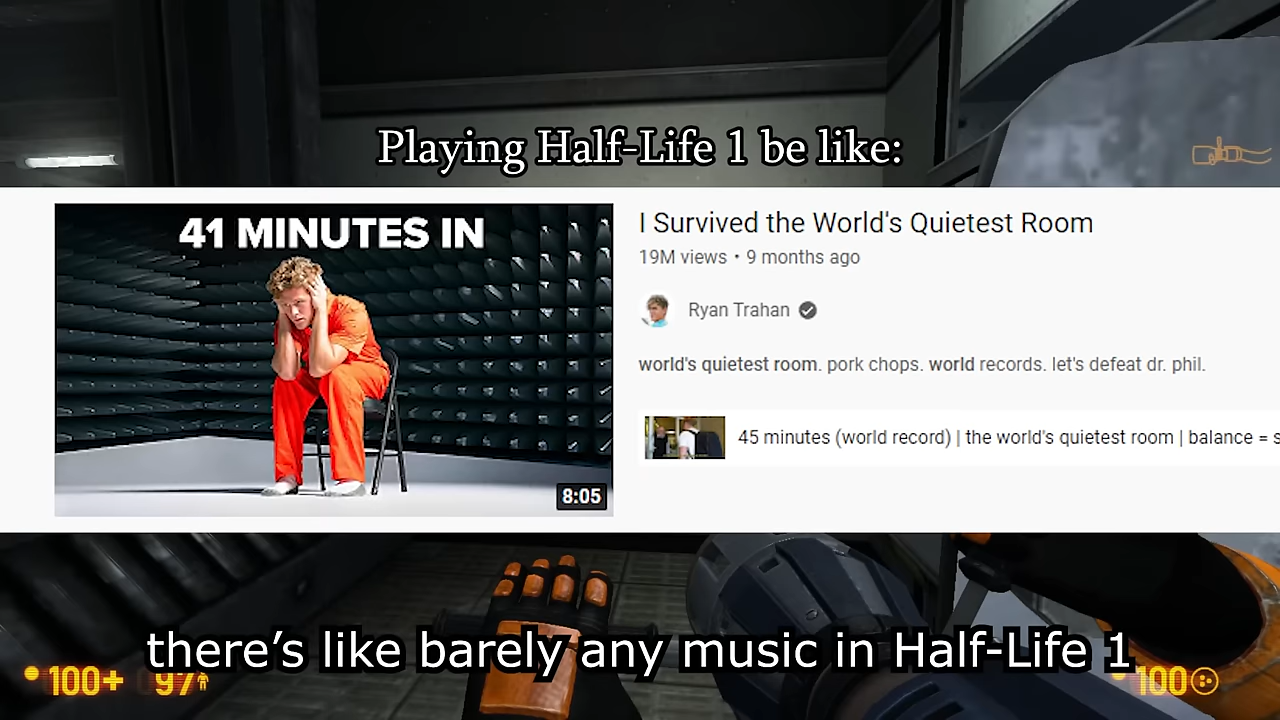 Playing Half-Life 1 be like:
41 MINUTES IN
8:05
I Survived the World's Quietest Room
19M views • 9 months ago
Ryan Trahan
world's quietest room. pork chops. world records. let's defeat dr. phil.
45 minutes (world record) | the world's quietest room | balance = s
there's like barely any music in Half-Life 1
100+ 97
100